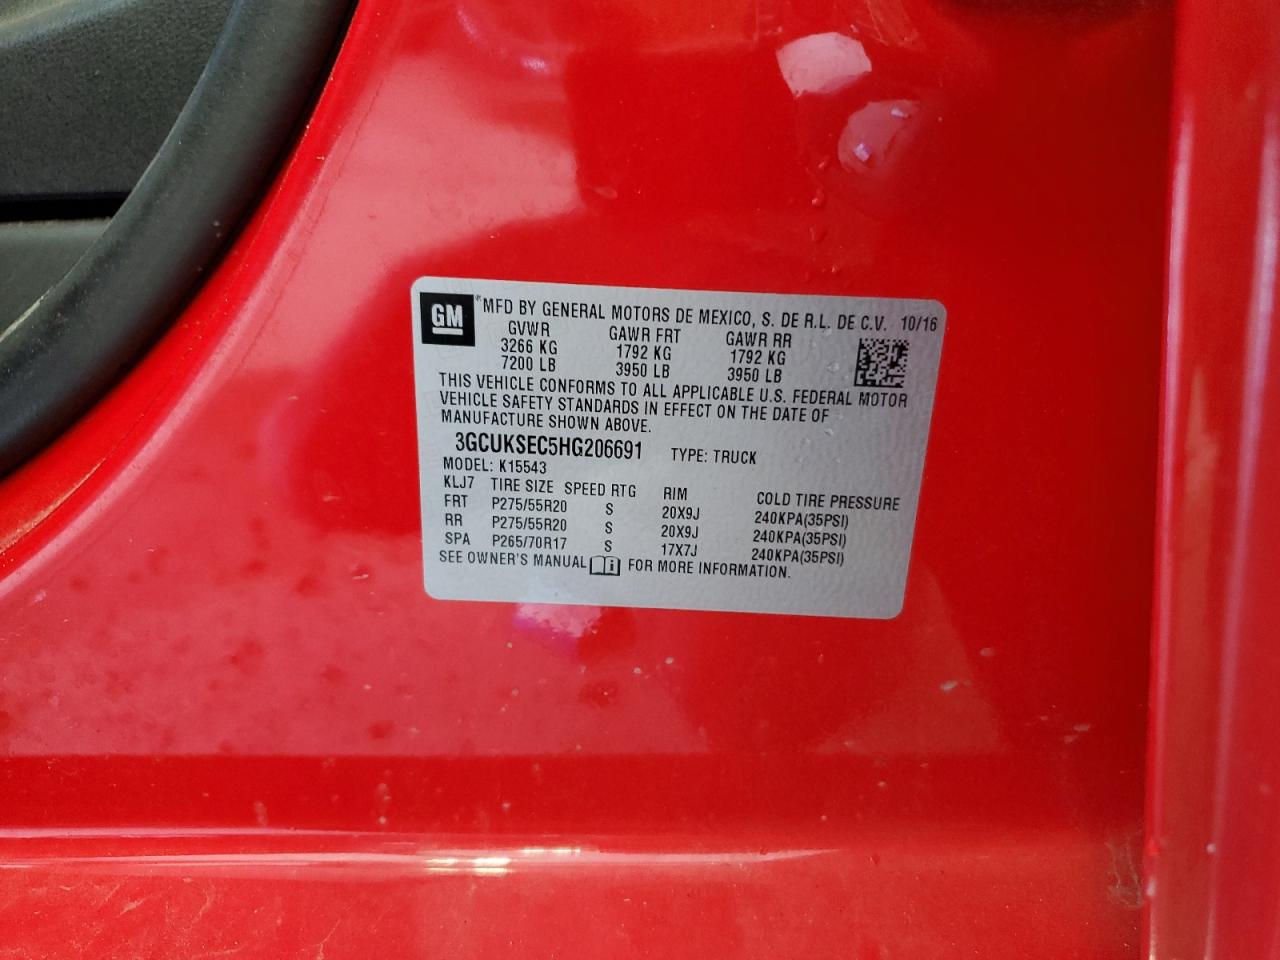 GM
® MFD BY GENERAL MOTORS DE MEXICO, S. DE R.L. DE C.V. 10/16
GVWR GAWR FRT GAWR RR
3266 KG 1792 KG 1792 KG
7200 LB 3950 LB 3950 LB
THIS VEHICLE CONFORMS TO ALL APPLICABLE U.S. FEDERAL MOTOR
VEHICLE SAFETY STANDARDS IN EFFECT ON THE DATE OF
MANUFACTURE SHOWN ABOVE.
3GCUKSEC5HG206691 TYPE: TRUCK
MODEL: K15543
KLJ7 TIRE SIZE SPEED RTG RIM COLD TIRE PRESSURE
FRT P275/55R20 S 20X9J 240KPA(35PSI)
RR P275/55R20 S 20X9J 240KPA(35PSI)
SPA P265/70R17 S 17X7J 240KPA(35PSI)
SEE OWNER'S MANUAL i FOR MORE INFORMATION.